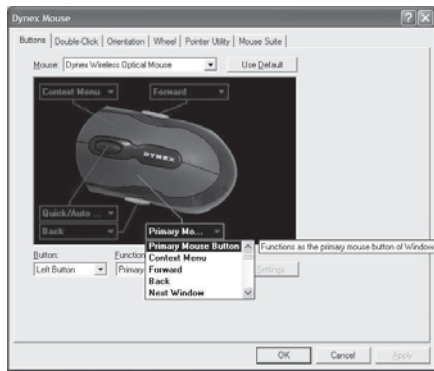 Dynex Mouse
Buttons Double-Click Orientation Wheel Pointer Utility Mouse Suite
Mouse: Dynex Wireless Optical Mouse Use Default
Context Menu Forward
DYNEX
Quick/Auto ... Primary Mo...
Back
Primary Mouse Button Functions as the primary mouse button of Window
Context Menu
Forward
Back
Next Window
Button: Function
Left Button Primary Settings
OK Cancel Apply